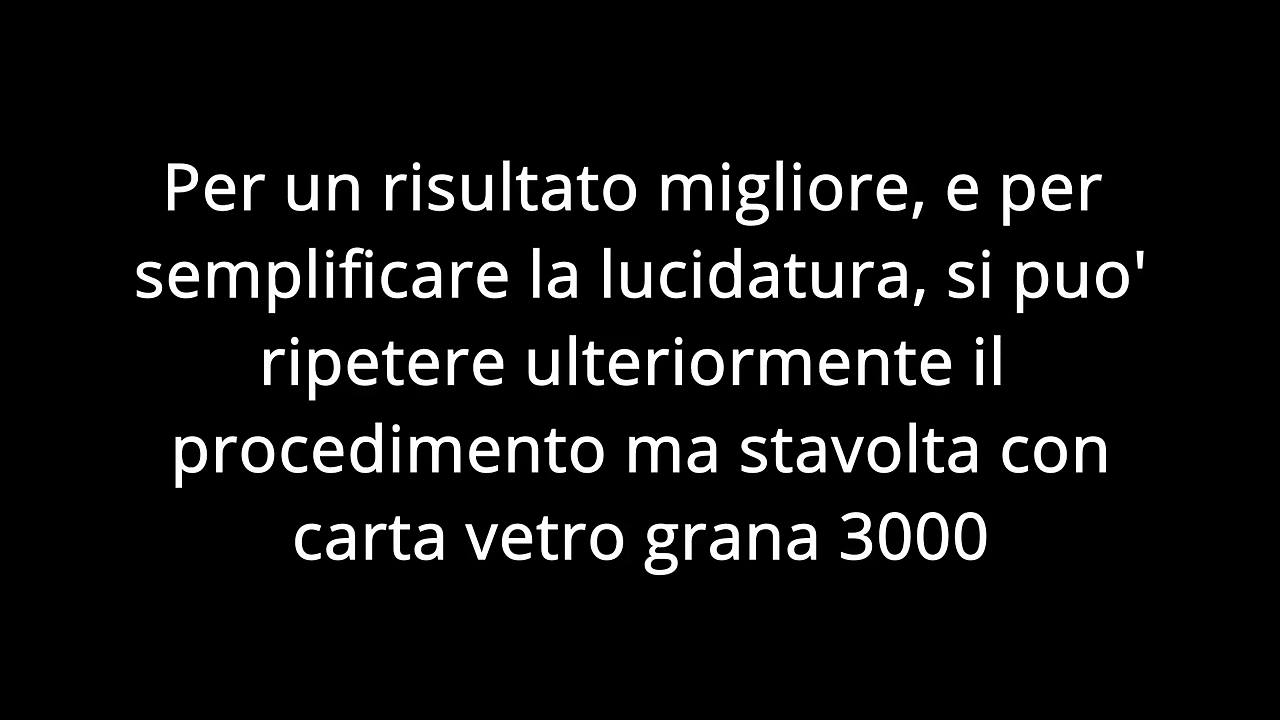 Per un risultato migliore, e per
semplificare la lucidatura, si puo'
ripetere ulteriormente il
procedimento ma stavolta con
carta vetro grana 3000